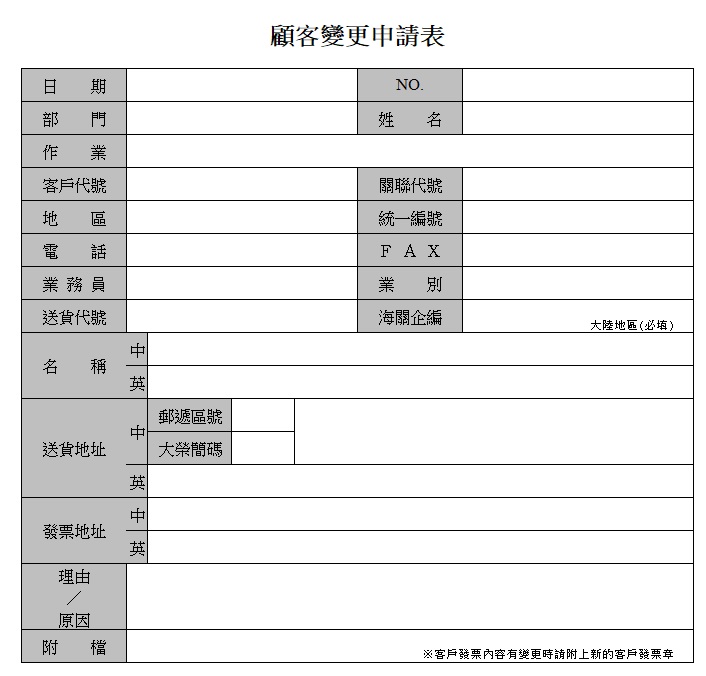 顧客變更申請表
日　期　NO.
部　門　姓　名
作　業
客戶代號　關聯代號
地　區　統一編號
電　話　F A X
業 務 員　業　別
送貨代號　海關企編　大陸地區(必填)
名　稱　中
英
送貨地址　中　郵遞區號
大榮簡碼
英
發票地址　中
英
理由
／
原因
附　檔　※客戶發票內容有變更時請附上新的客戶發票章